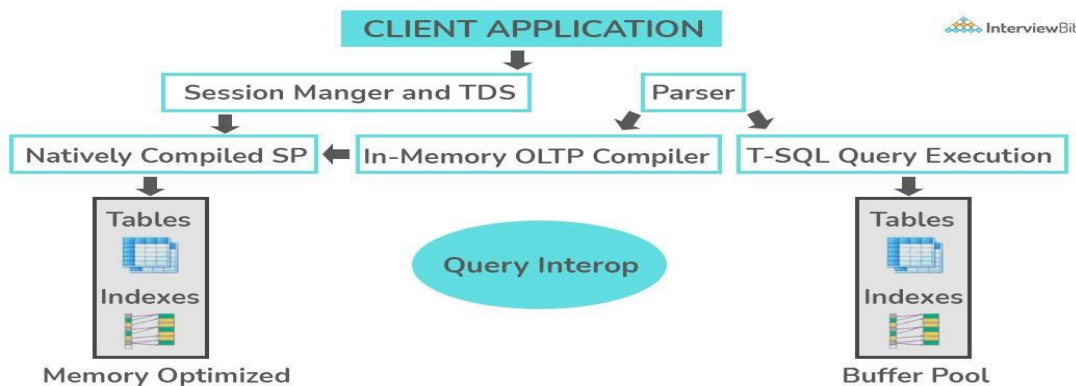 CLIENT APPLICATION
InterviewBit
Session Manger and TDS
Parser
Natively Compiled SP
In-Memory OLTP Compiler
T-SQL Query Execution
Tables
Indexes
Memory Optimized
Query Interop
Tables
Indexes
Buffer Pool